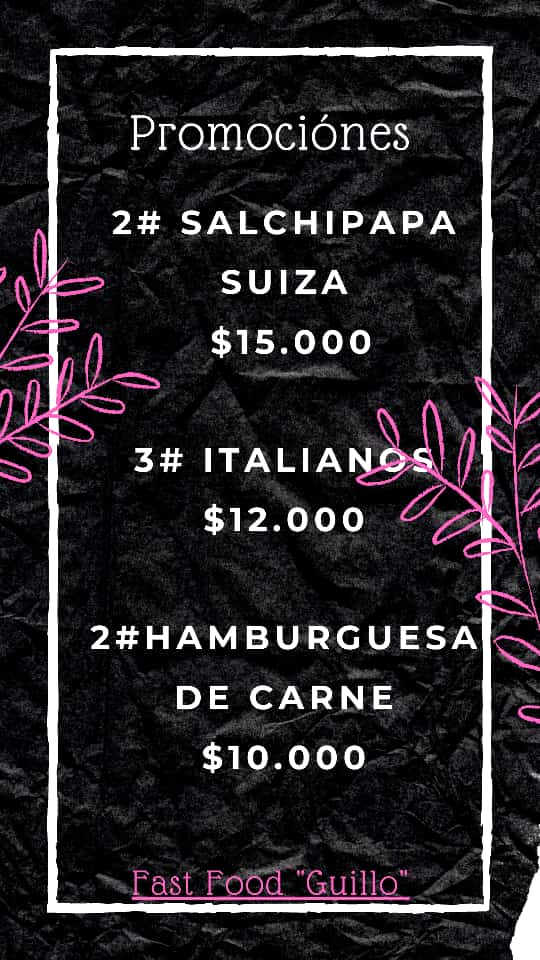 Promociónes
2# SALCHIPAPA
SUIZA
$15.000
3# ITALIANOS
$12.000
2#HAMBURGUESA
DE CARNE
$10.000
Fast Food "Guillo"